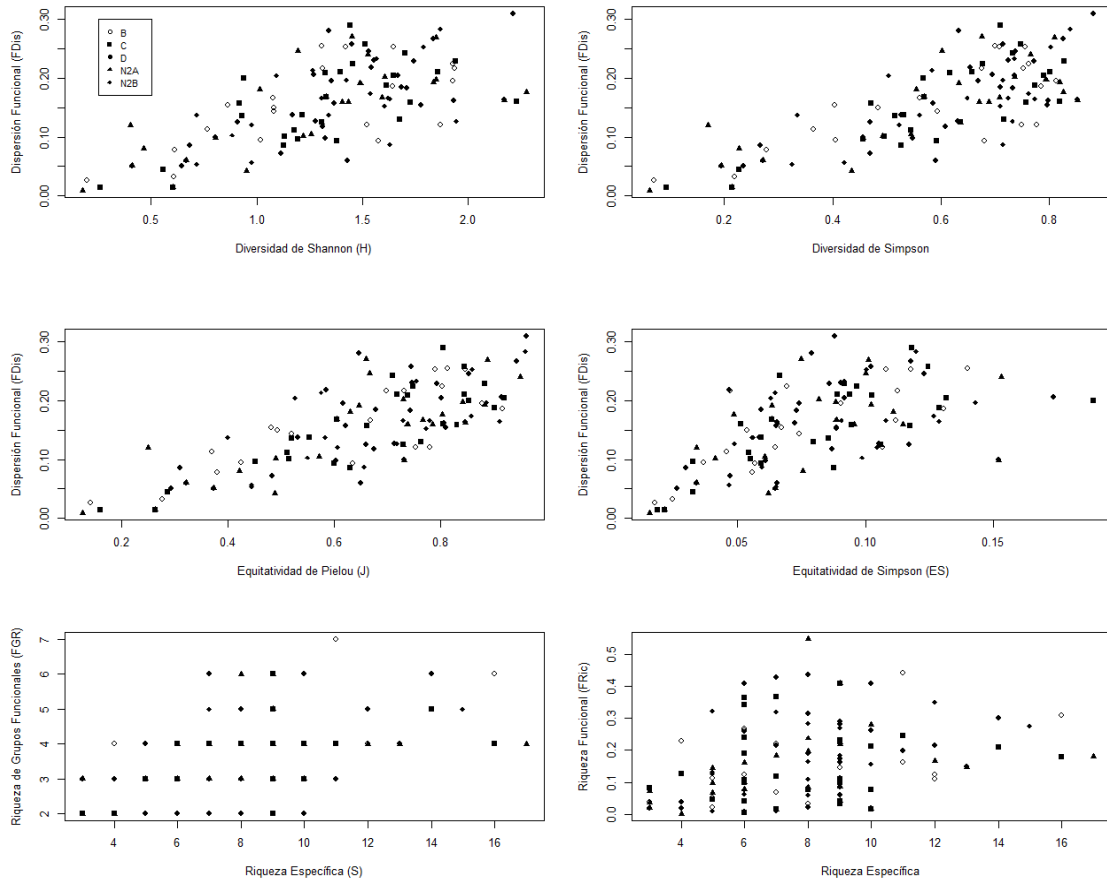 Dispersión Funcional (FDis)
0.00 0.10 0.20 0.30
B
C
D
N2A
N2B
0.5 1.0 1.5 2.0
Diversidad de Shannon (H)
Dispersión Funcional (FDis)
0.00 0.10 0.20 0.30
0.2 0.4 0.6 0.8
Diversidad de Simpson
Dispersión Funcional (FDis)
0.00 0.10 0.20 0.30
0.2 0.4 0.6 0.8
Equitatividad de Pielou (J)
Dispersión Funcional (FDis)
0.00 0.10 0.20 0.30
0.05 0.10 0.15
Equitatividad de Simpson (ES)
Riqueza de Grupos Funcionales (FGR)
2 3 4 5 6 7
4 6 8 10 12 14 16
Riqueza Específica (S)
Riqueza Funcional (FRic)
0.0 0.1 0.2 0.3 0.4 0.5
4 6 8 10 12 14 16
Riqueza Específica